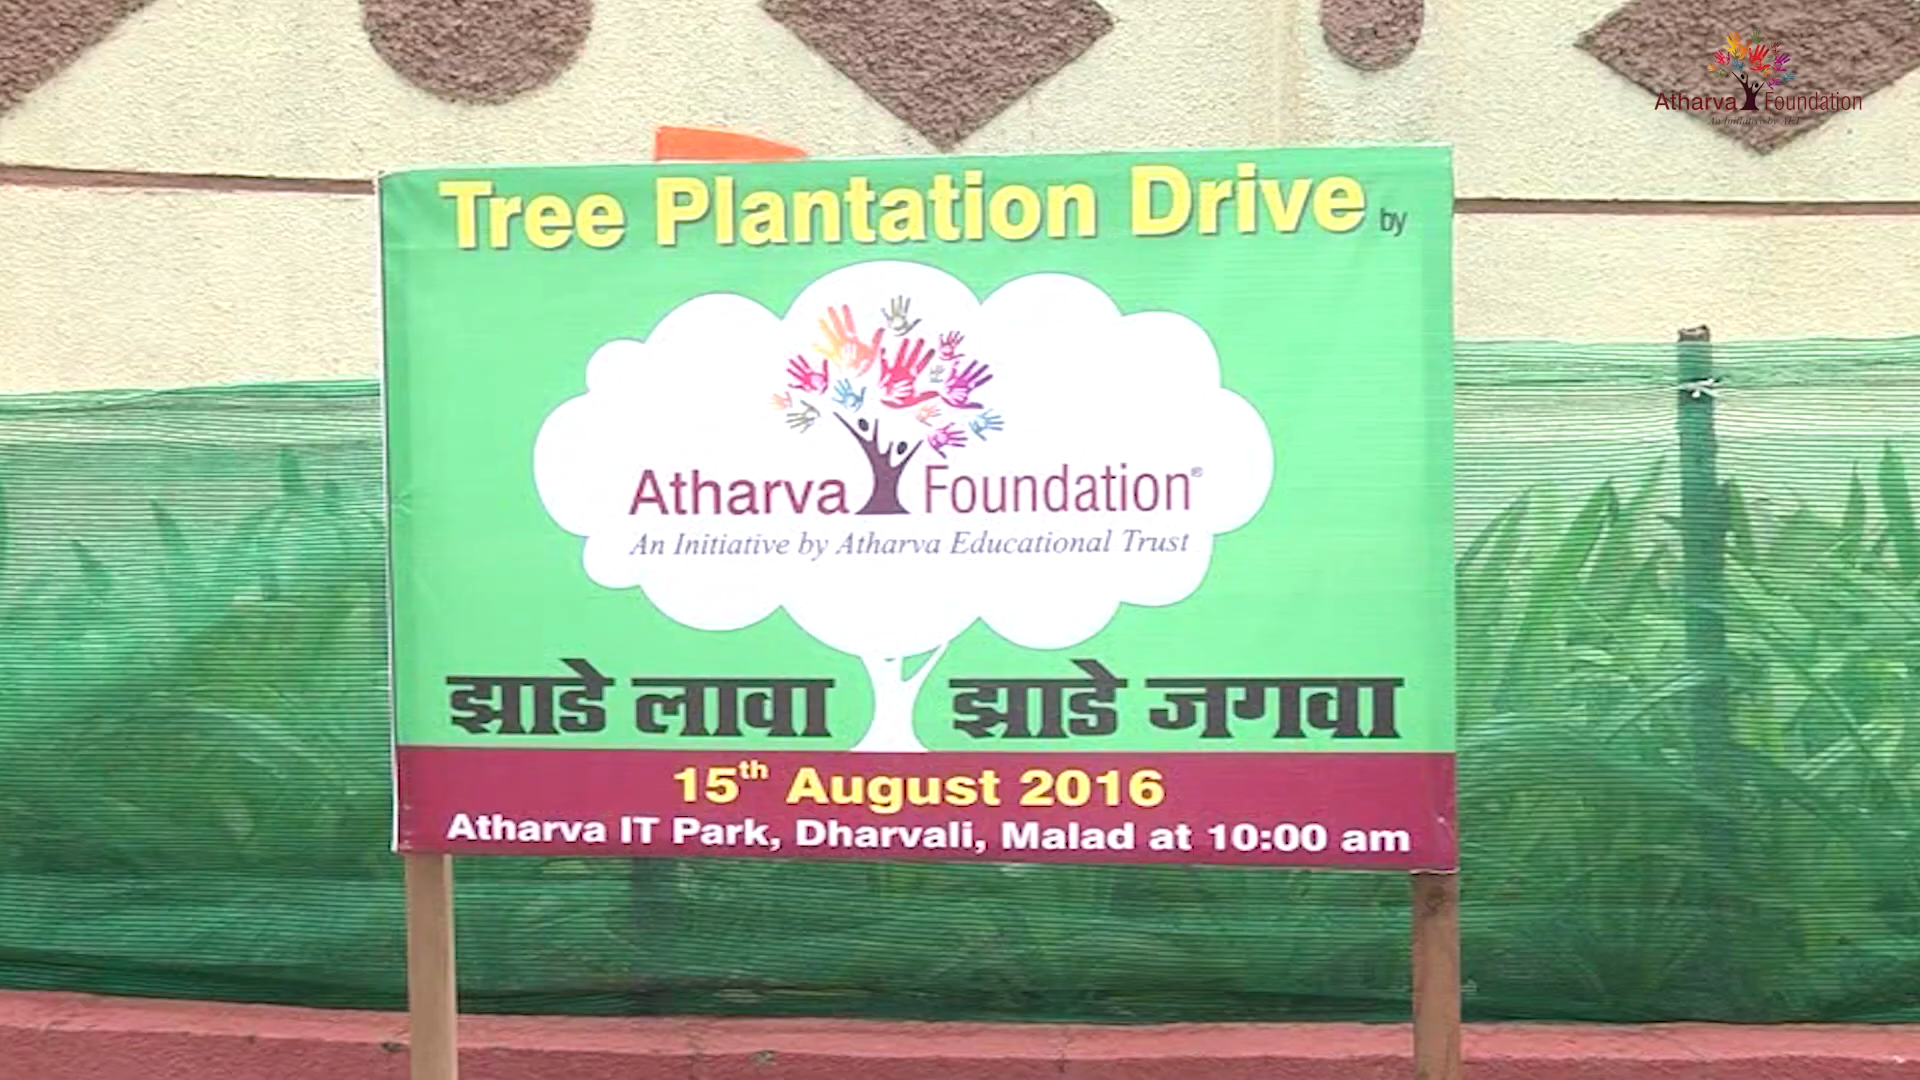 Atharva Foundation
Tree Plantation Drive by
Atharva Foundation®
An Initiative by Atharva Educational Trust
झाडे लावा झाडे जगवा
15th August 2016
Atharva IT Park, Dharvali, Malad at 10:00 am